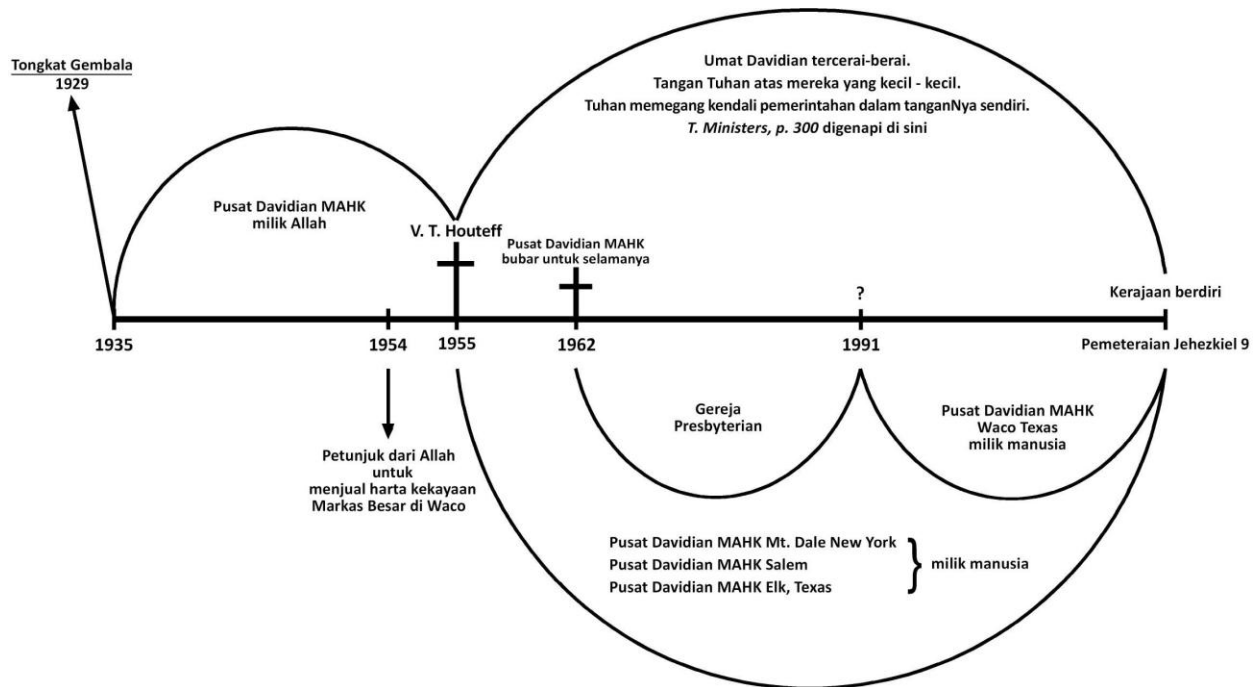 Tongkat Gembala
1929
Umat Davidian tercerai-berai.
Tangan Tuhan atas mereka yang kecil - kecil.
Tuhan memegang kendali pemerintahan dalam tanganNya sendiri.
T. Ministers, p. 300 digenapi di sini
Pusat Davidian MAHK
milik Allah
V. T. Houteff
Pusat Davidian MAHK
bubar untuk selamanya
?
Kerajaan berdiri
1935
1954
1955
1962
1991
Pemeteraian Jehezkiel 9
Petunjuk dari Allah
untuk
menjual harta kekayaan
Markas Besar di Waco
Gereja
Presbyterian
Pusat Davidian MAHK
Waco Texas
milik manusia
Pusat Davidian MAHK Mt. Dale New York
Pusat Davidian MAHK Salem
Pusat Davidian MAHK Elk, Texas
} milik manusia